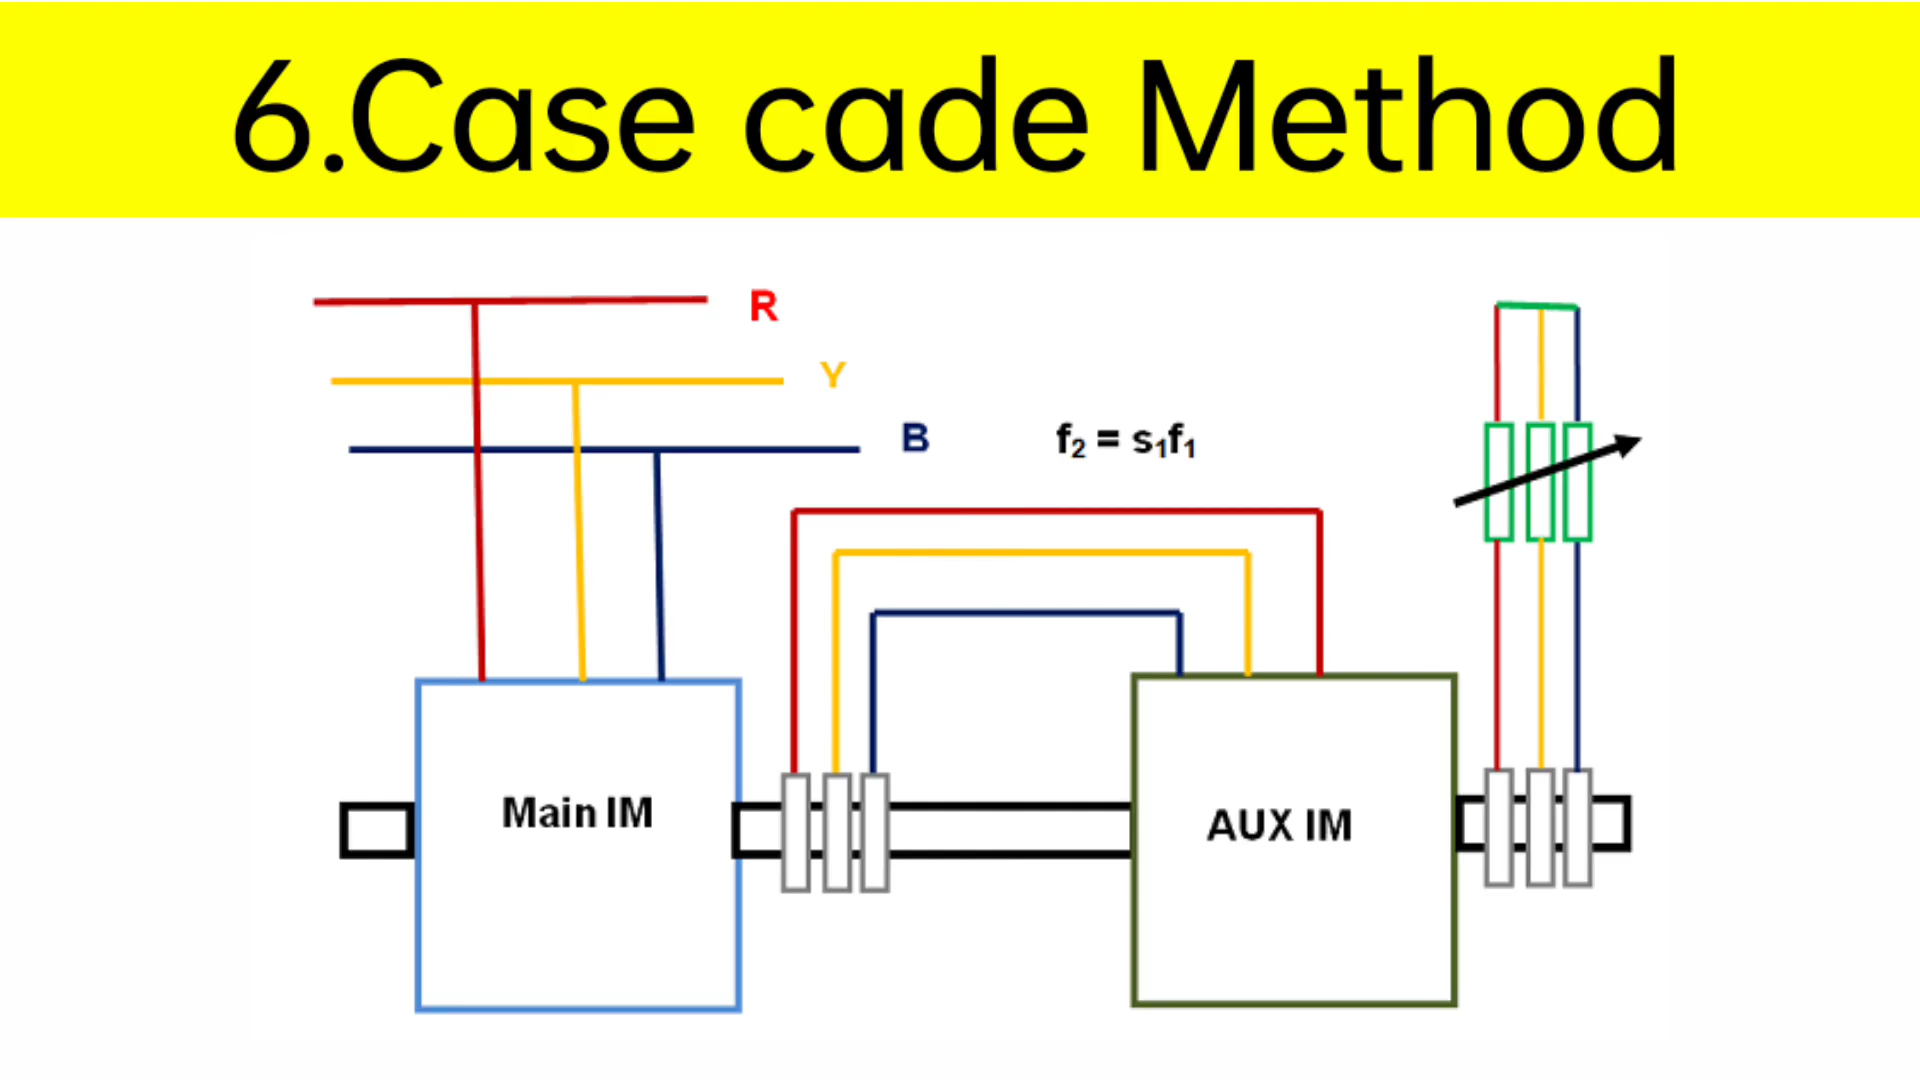 6.Case cade Method
R
Y
B
f₂ = s₁f₁
Main IM
AUX IM